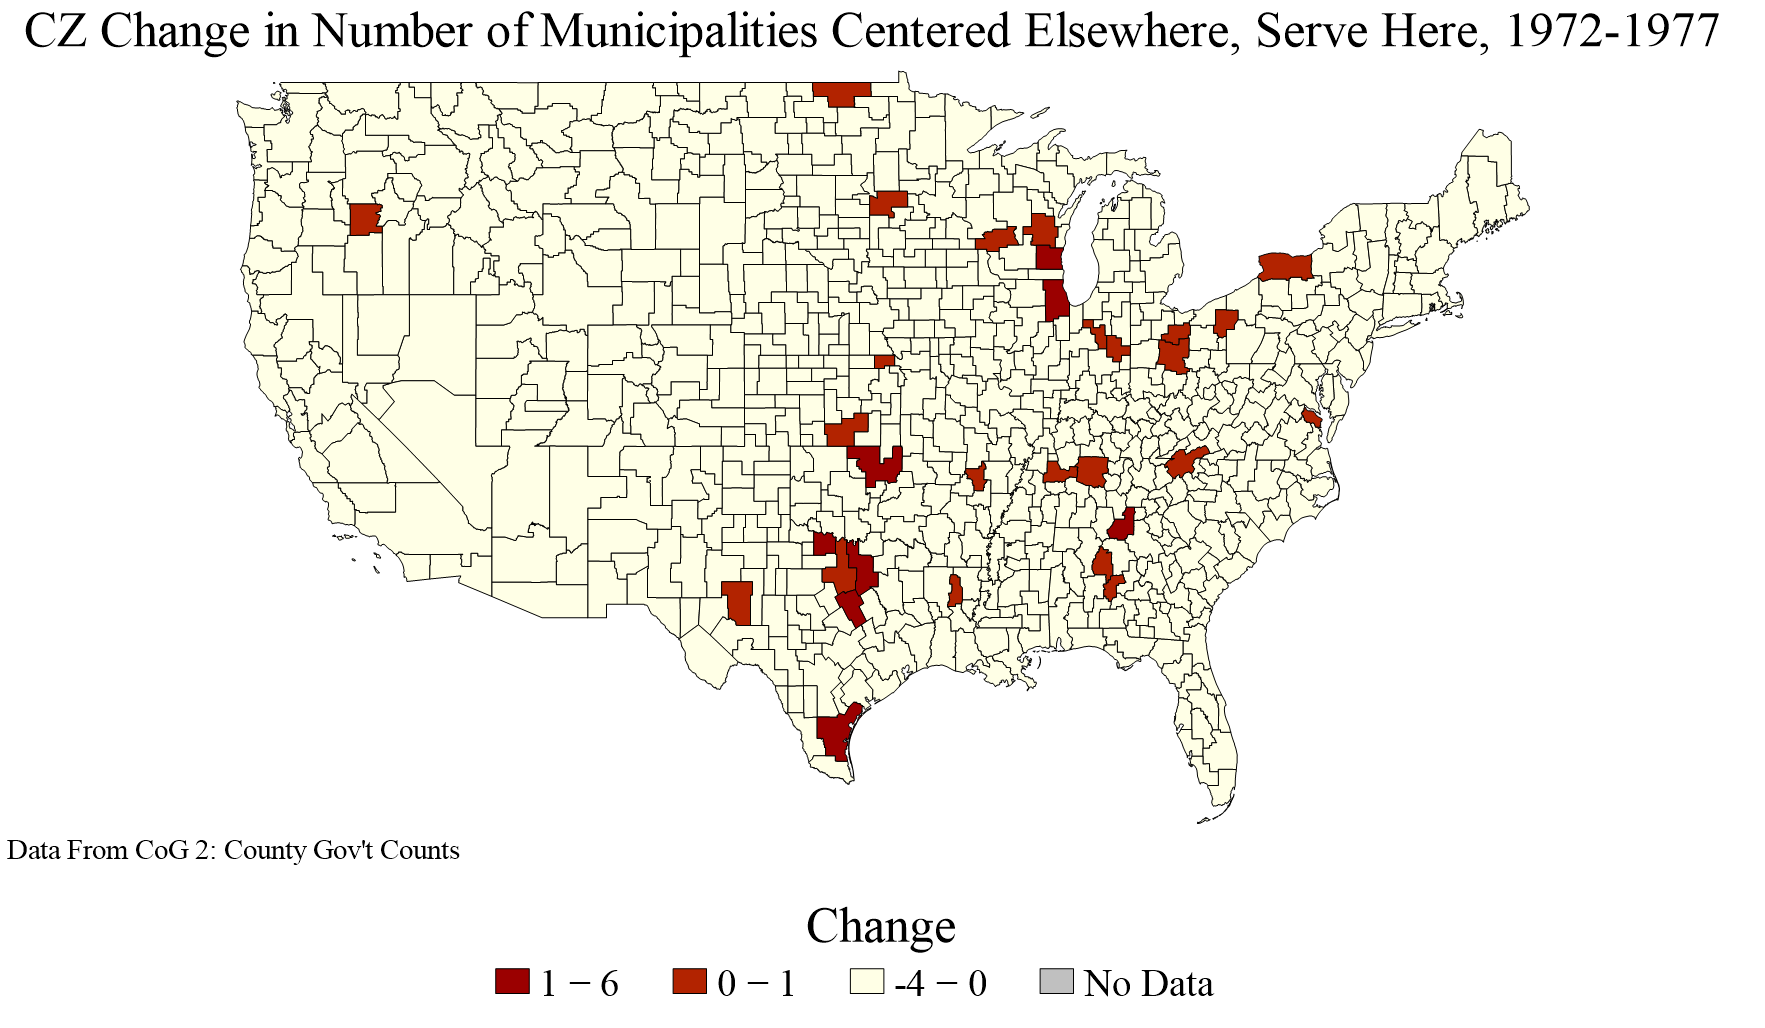 CZ Change in Number of Municipalities Centered Elsewhere, Serve Here, 1972-1977
Data From CoG 2: County Gov't Counts
Change
1 − 6
0 − 1
-4 − 0
No Data